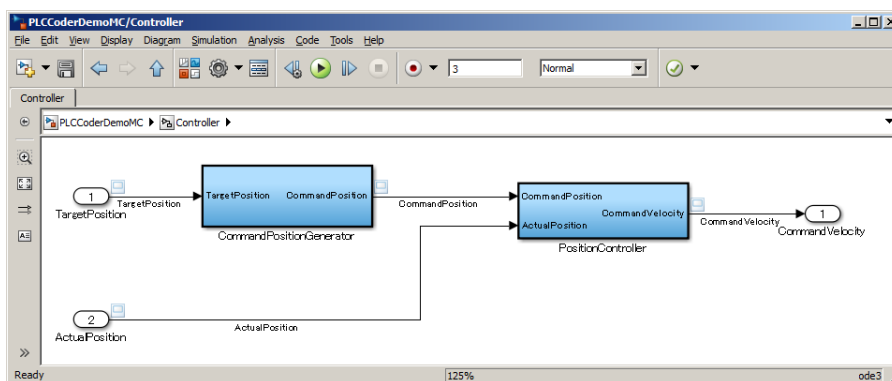 PLCCoderDemoMC/Controller
File Edit View Display Diagram Simulation Analysis Code Tools Help
3 Normal
Controller
PLCCoderDemoMC Controller
1
TargetPosition
TargetPosition
TargetPosition CommandPosition
CommandPositionGenerator
CommandPosition
CommandPosition
CommandVelocity
ActualPosition
PositionController
CommandVelocity
1
CommandVelocity
2
ActualPosition
ActualPosition
Ready 125% ode3